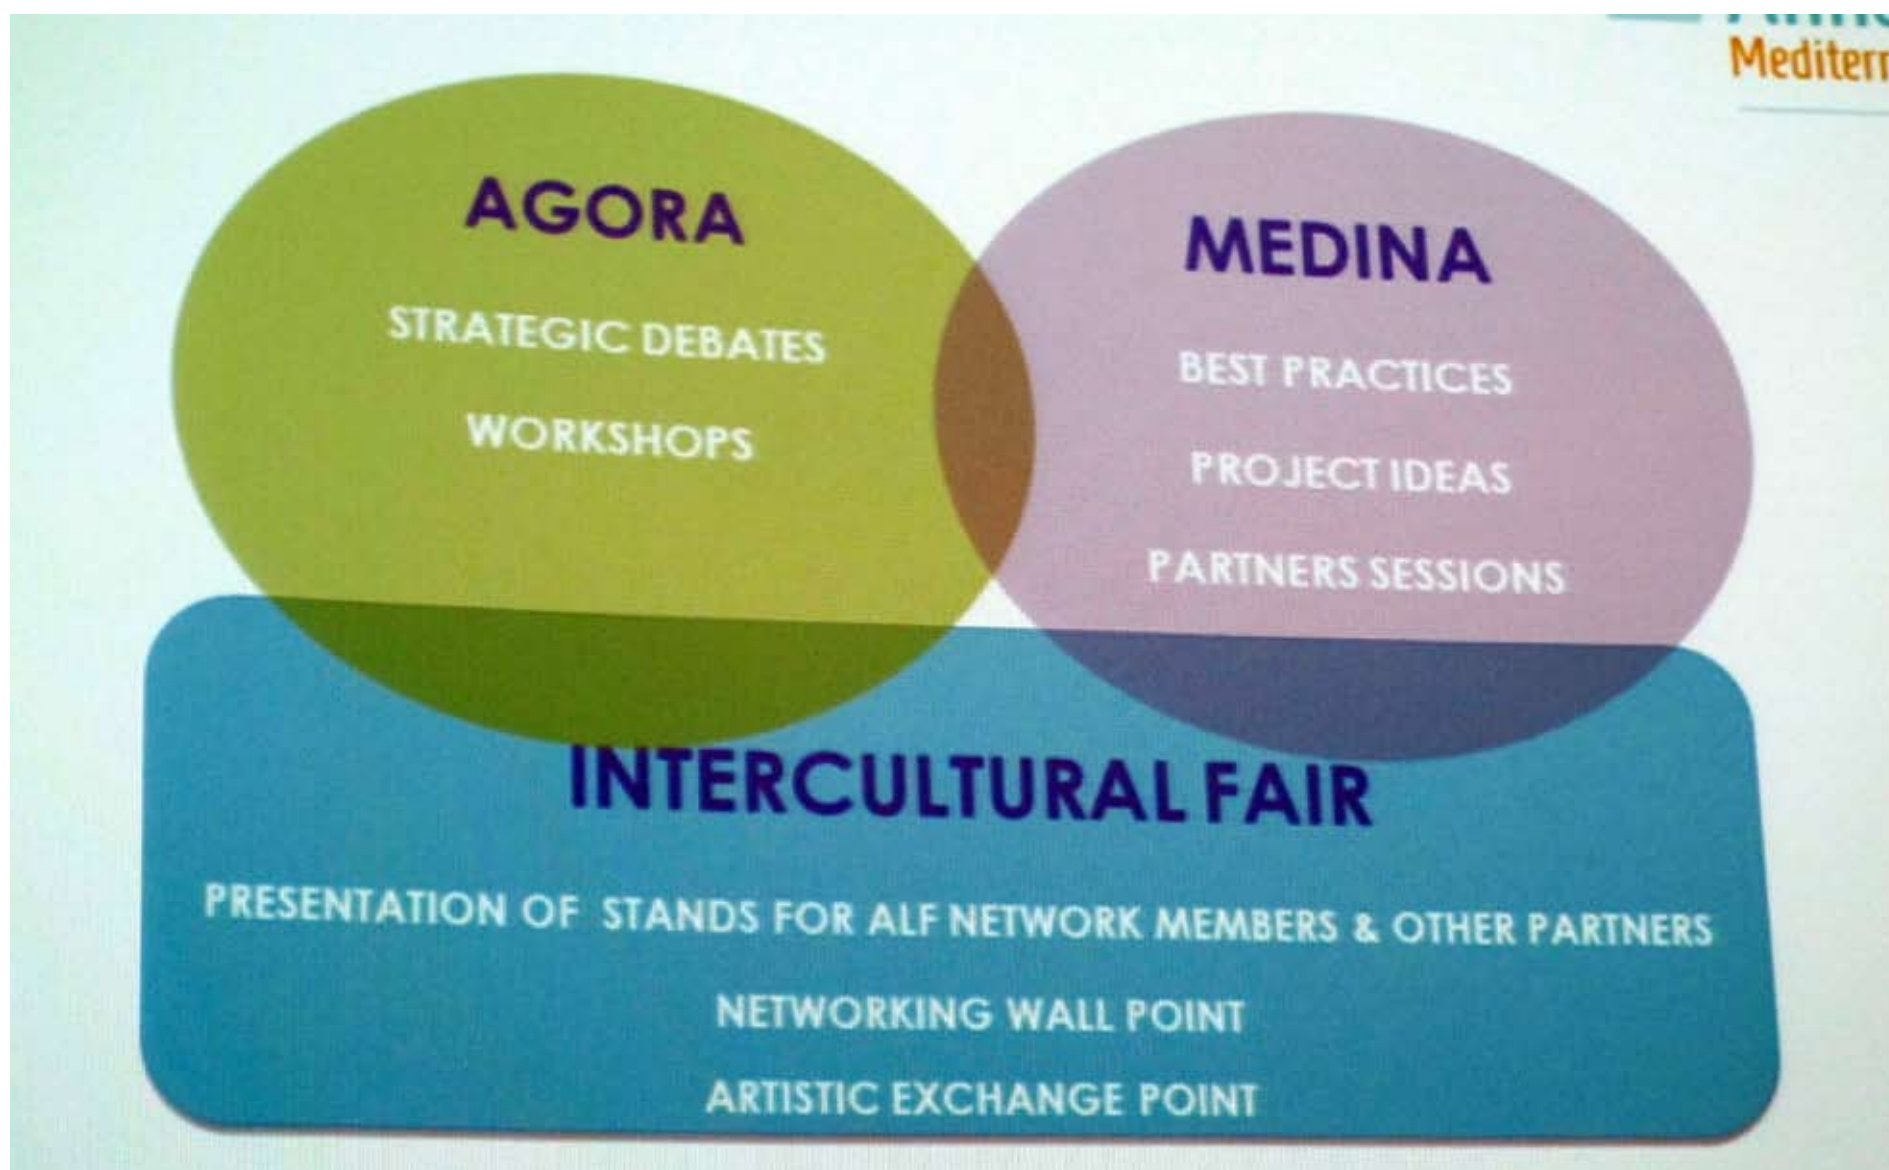 AGORA
STRATEGIC DEBATES
WORKSHOPS
MEDINA
BEST PRACTICES
PROJECT IDEAS
PARTNERS SESSIONS
INTERCULTURAL FAIR
PRESENTATION OF STANDS FOR ALF NETWORK MEMBERS & OTHER PARTNERS
NETWORKING WALL POINT
ARTISTIC EXCHANGE POINT